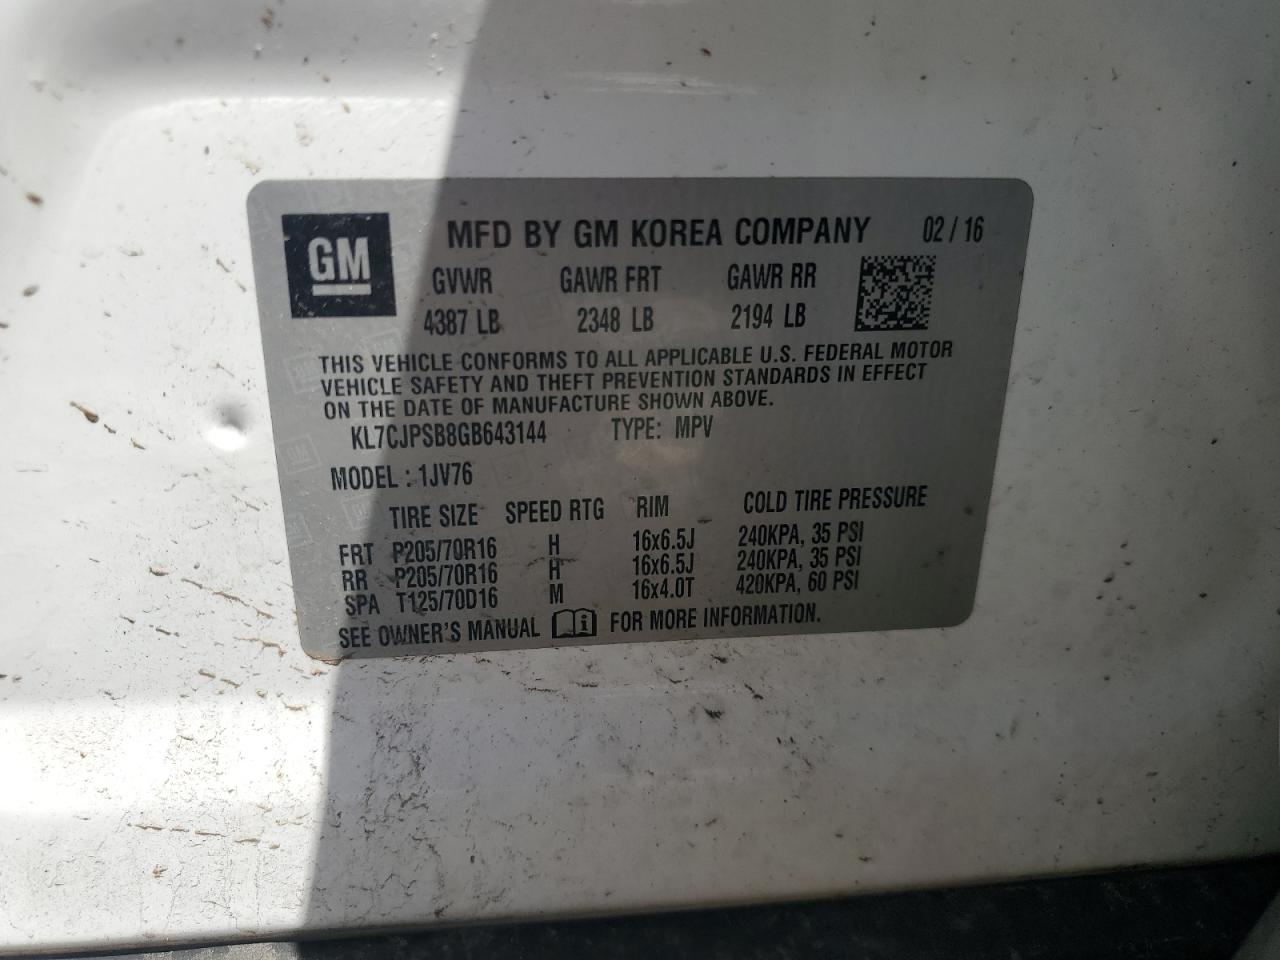 GM
MFD BY GM KOREA COMPANY 02 / 16
GVWR GAWR FRT GAWR RR
4387 LB 2348 LB 2194 LB
THIS VEHICLE CONFORMS TO ALL APPLICABLE U.S. FEDERAL MOTOR
VEHICLE SAFETY AND THEFT PREVENTION STANDARDS IN EFFECT
ON THE DATE OF MANUFACTURE SHOWN ABOVE.
KL7CJPSB8GB643144 TYPE: MPV
MODEL : 1JV76
TIRE SIZE SPEED RTG RIM COLD TIRE PRESSURE
FRT P205/70R16 H 16x6.5J 240KPA, 35 PSI
RR P205/70R16 H 16x6.5J 240KPA, 35 PSI
SPA T125/70D16 M 16x4.0T 420KPA, 60 PSI
SEE OWNER'S MANUAL i FOR MORE INFORMATION.